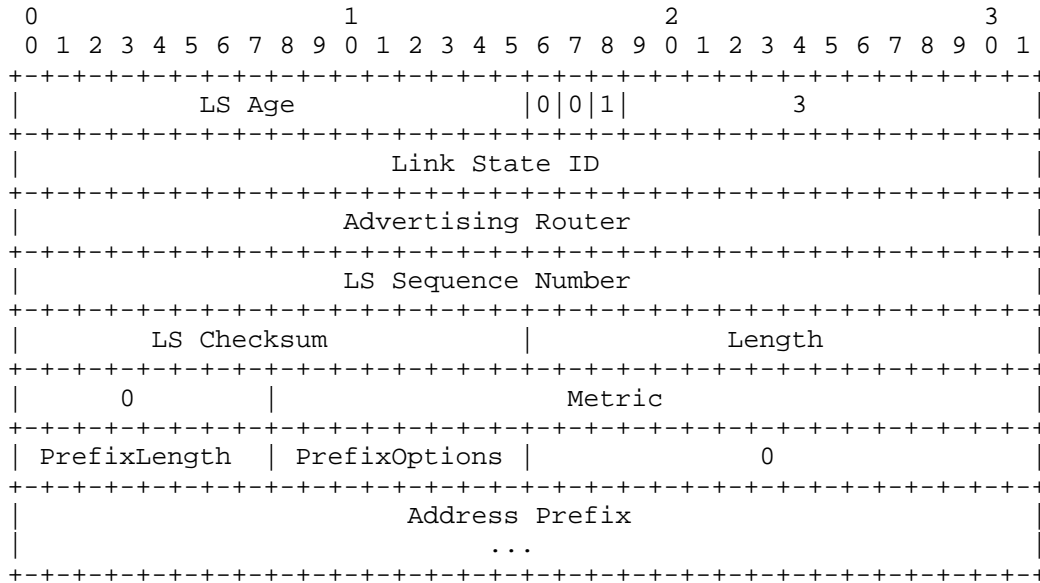 0                   1                   2                   3
 0 1 2 3 4 5 6 7 8 9 0 1 2 3 4 5 6 7 8 9 0 1 2 3 4 5 6 7 8 9 0 1
+-+-+-+-+-+-+-+-+-+-+-+-+-+-+-+-+-+-+-+-+-+-+-+-+-+-+-+-+-+-+-+-+
|           LS Age              |0|0|1|          3              |
+-+-+-+-+-+-+-+-+-+-+-+-+-+-+-+-+-+-+-+-+-+-+-+-+-+-+-+-+-+-+-+-+
|                       Link State ID                           |
+-+-+-+-+-+-+-+-+-+-+-+-+-+-+-+-+-+-+-+-+-+-+-+-+-+-+-+-+-+-+-+-+
|                    Advertising Router                         |
+-+-+-+-+-+-+-+-+-+-+-+-+-+-+-+-+-+-+-+-+-+-+-+-+-+-+-+-+-+-+-+-+
|                    LS Sequence Number                         |
+-+-+-+-+-+-+-+-+-+-+-+-+-+-+-+-+-+-+-+-+-+-+-+-+-+-+-+-+-+-+-+-+
|        LS Checksum            |            Length             |
+-+-+-+-+-+-+-+-+-+-+-+-+-+-+-+-+-+-+-+-+-+-+-+-+-+-+-+-+-+-+-+-+
|      0        |                  Metric                       |
+-+-+-+-+-+-+-+-+-+-+-+-+-+-+-+-+-+-+-+-+-+-+-+-+-+-+-+-+-+-+-+-+
| PrefixLength  | PrefixOptions |              0                |
+-+-+-+-+-+-+-+-+-+-+-+-+-+-+-+-+-+-+-+-+-+-+-+-+-+-+-+-+-+-+-+-+
|                        Address Prefix                         |
|                             ...                               |
+-+-+-+-+-+-+-+-+-+-+-+-+-+-+-+-+-+-+-+-+-+-+-+-+-+-+-+-+-+-+-+-+